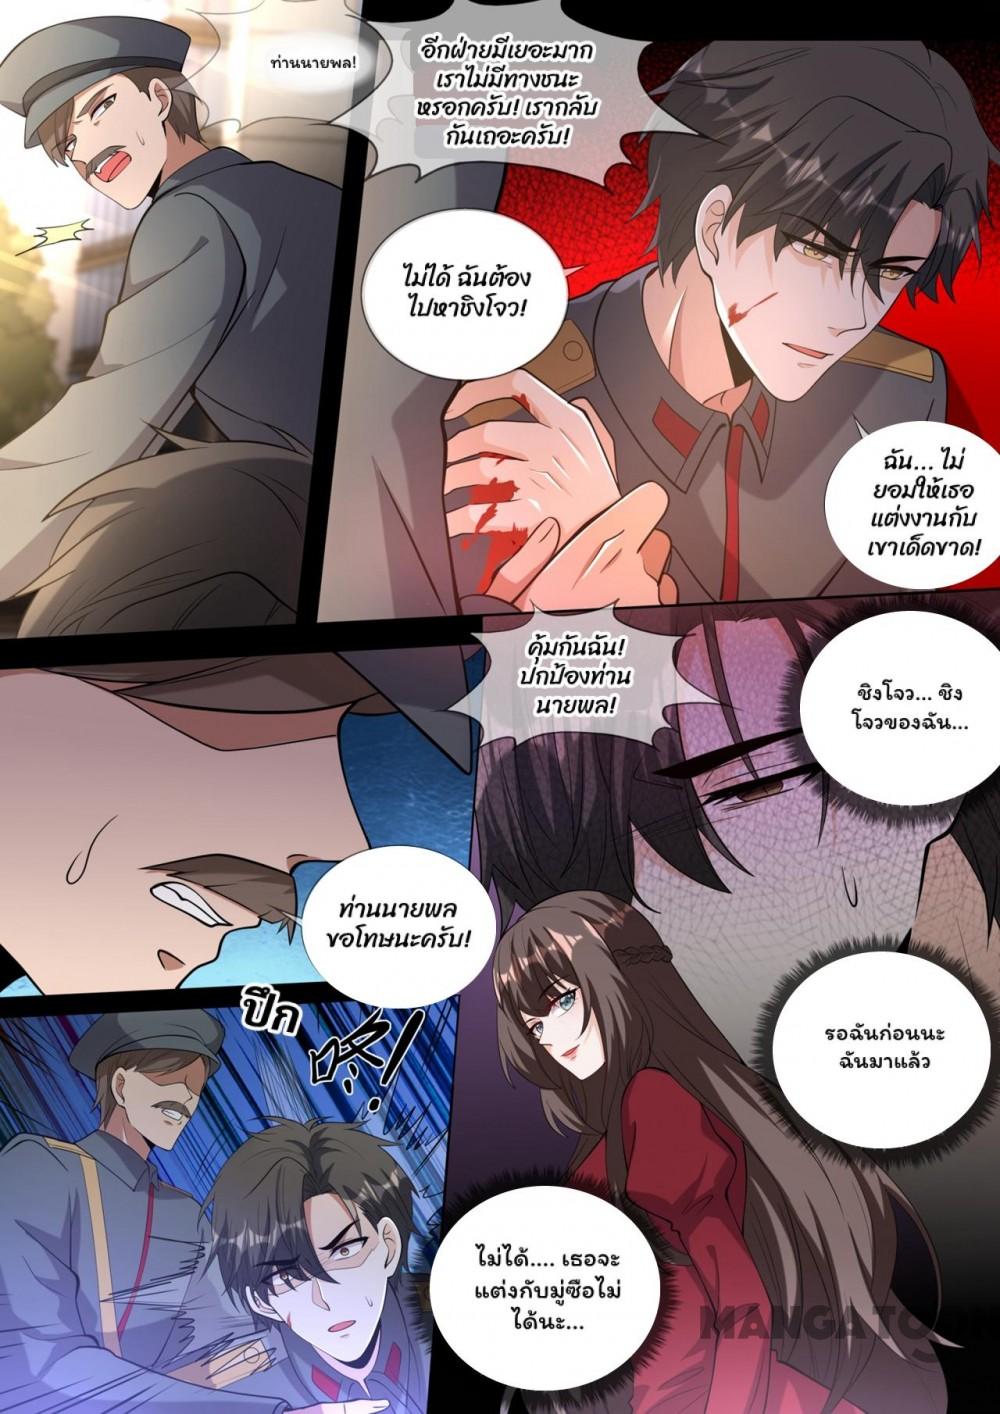 ท่านนายพล!
อีกฝ่ายมีเยอะมาก
เราไม่มีทางชนะ
หรอกครับ! เรากลับ
กันเถอะครับ!
ไม่ได้ ฉันต้อง
ไปหาชิงโจว!
ฉัน... ไม่
ยอมให้เธอ
แต่งงานกับ
เขาเด็ดขาด!
คุ้มกันฉัน!
ปกป้องท่าน
นายพล!
ชิงโจว... ชิง
โจวของฉัน...
ท่านนายพล
ขอโทษนะครับ!
รอฉันก่อนนะ
ฉันมาแล้ว
ปึก
咚!
ไม่ได้.... เธอจะ
แต่งกับมู่ซือไม่
ได้นะ...
MANGATOON